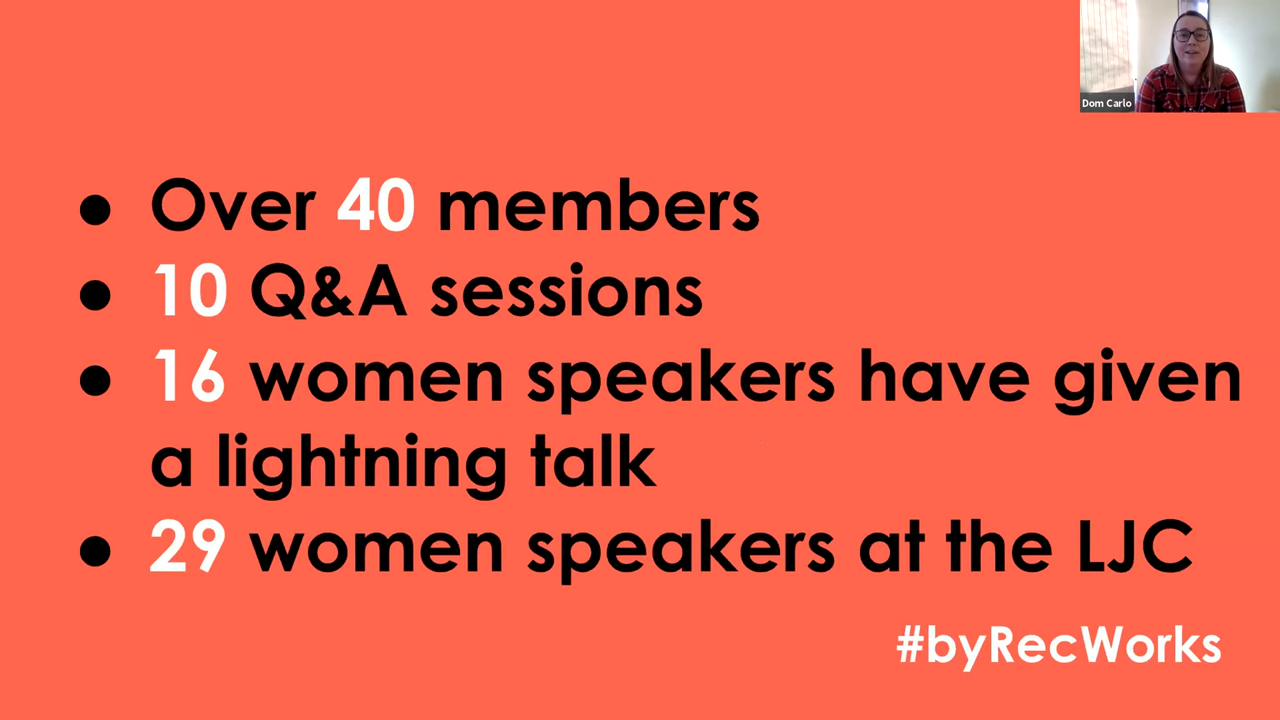 Dom Carlo
● Over 40 members
● 10 Q&A sessions
● 16 women speakers have given
a lightning talk
● 29 women speakers at the LJC
#byRecWorks